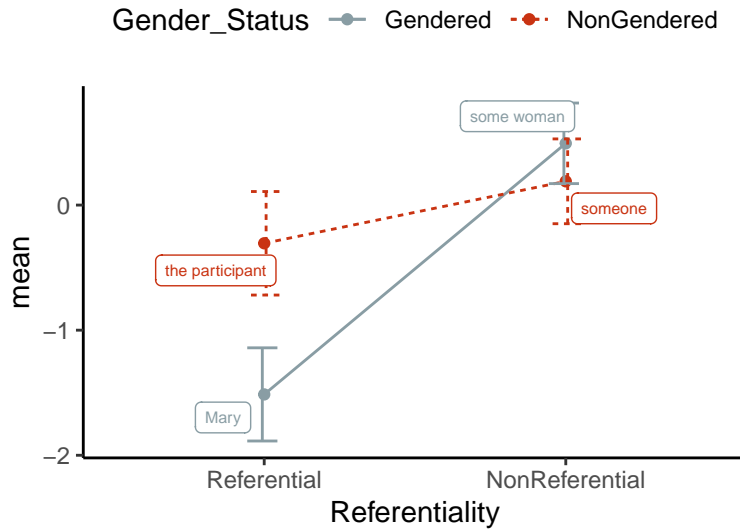 Gender_Status Gendered NonGendered
some woman
0
someone
the participant
mean
−1
Mary
−2
Referential NonReferential
Referentiality